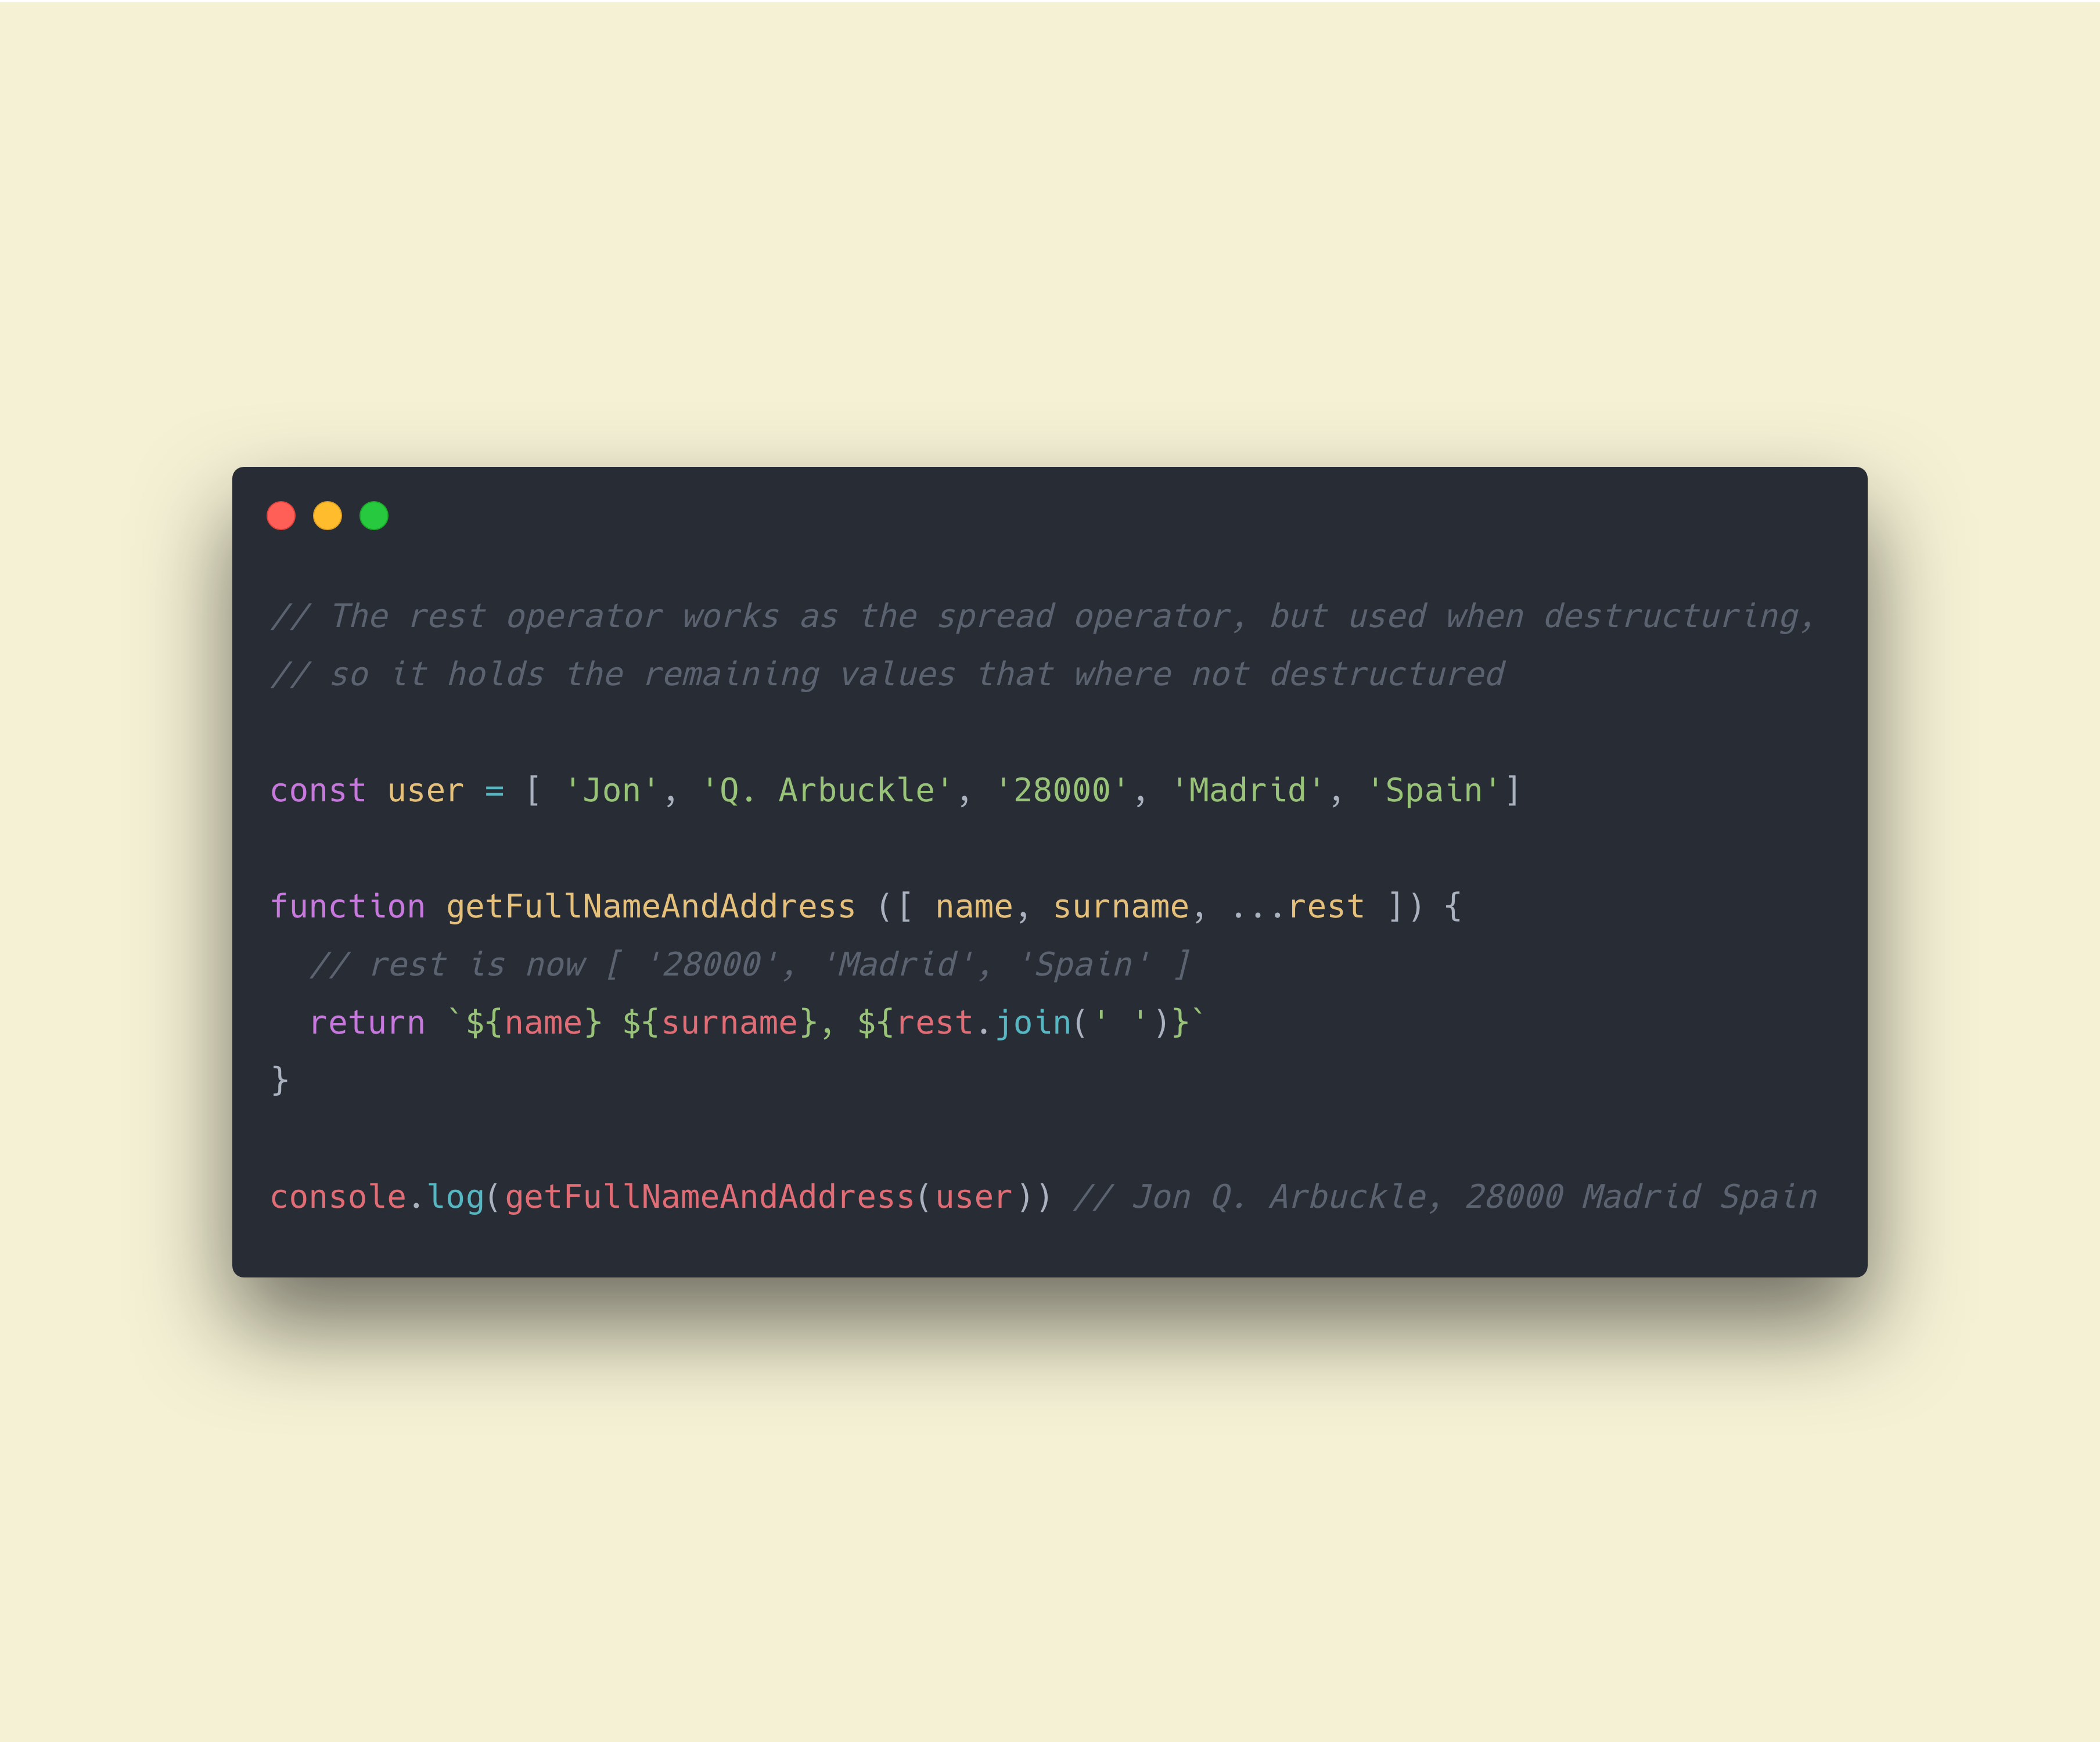 // The rest operator works as the spread operator, but used when destructuring,
// so it holds the remaining values that where not destructured
const user = [ 'Jon', 'Q. Arbuckle', '28000', 'Madrid', 'Spain']
function getFullNameAndAddress ([ name, surname, ...rest ]) {
  // rest is now [ '28000', 'Madrid', 'Spain' ]
  return `${name} ${surname}, ${rest.join(' ')}`
}
console.log(getFullNameAndAddress(user)) // Jon Q. Arbuckle, 28000 Madrid Spain